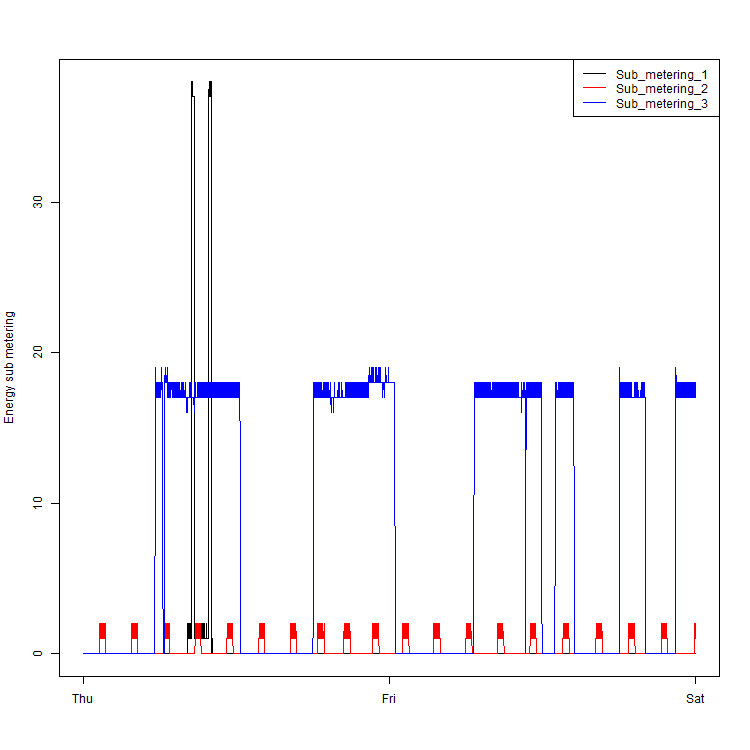 Sub_metering_1
Sub_metering_2
Sub_metering_3
Energy sub metering
30
20
10
0
Thu Fri Sat